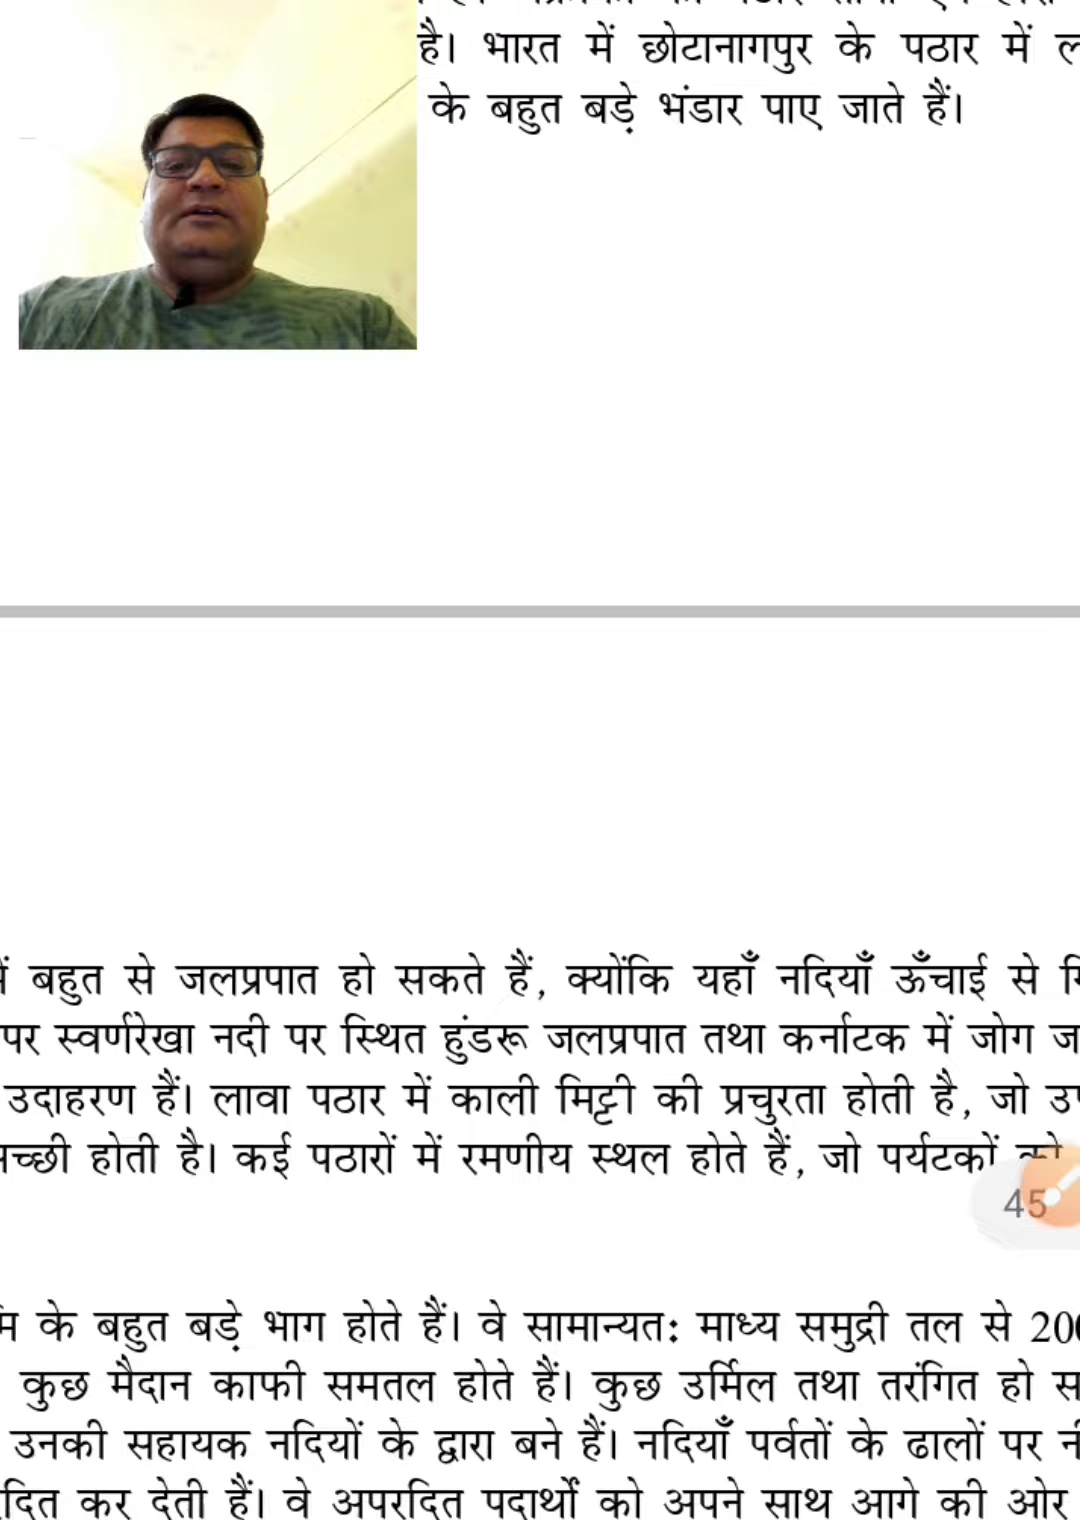 है। भारत में छोटानागपुर के पठार में
के बहुत बड़े भंडार पाए जाते हैं।
बहुत से जलप्रपात हो सकते हैं, क्योंकि यहाँ नदियाँ ऊँचाई से
पर स्वर्णरेखा नदी पर स्थित हुंडरू जलप्रपात तथा कर्नाटक में जोग
उदाहरण हैं। लावा पठार में काली मिट्टी की प्रचुरता होती है, जो
होती है। कई पठारों में रमणीय स्थल होते हैं, जो पर्यटकों को
45
के बहुत बड़े भाग होते हैं। वे सामान्यतः माध्य समुद्री तल से
कुछ मैदान काफी समतल होते हैं। कुछ उर्मिल तथा तरंगित हो
उनकी सहायक नदियों के द्वारा बने हैं। नदियाँ पर्वतों के ढालों पर
कर देती हैं। वे अपरदित पदार्थों को अपने साथ आगे की ओर